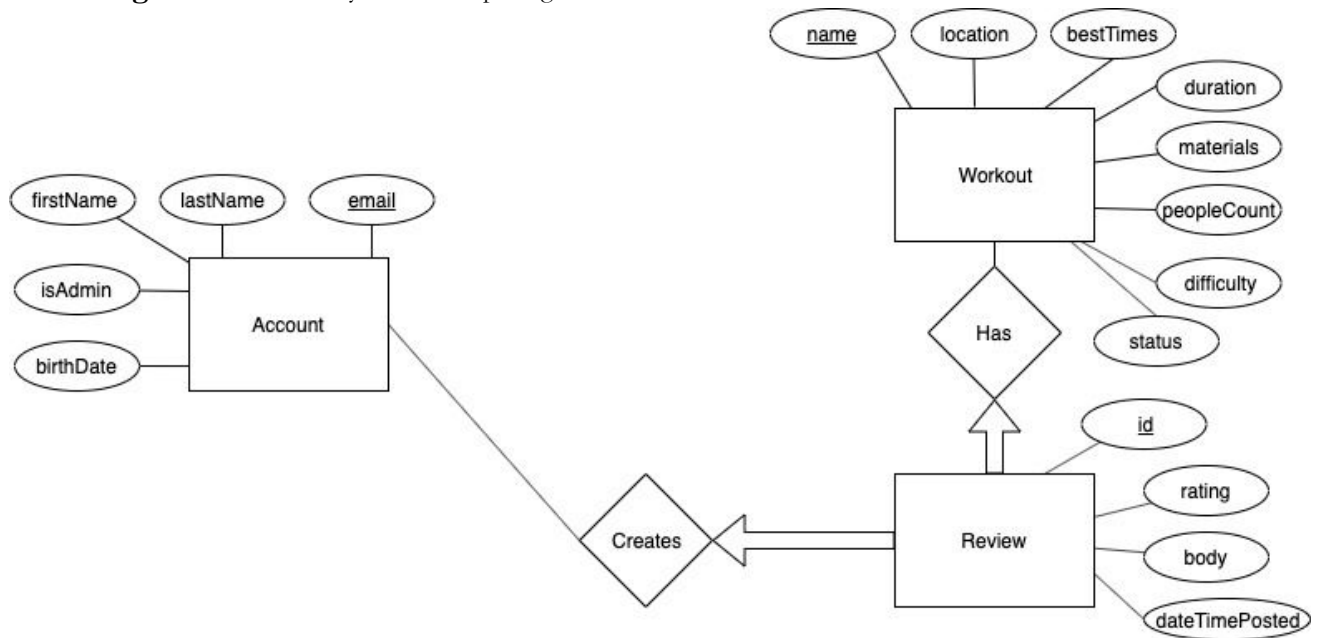 name
location
bestTimes
duration
materials
peopleCount
difficulty
status
Workout
firstName
lastName
email
isAdmin
birthDate
Account
Has
id
rating
body
dateTimePosted
Review
Creates